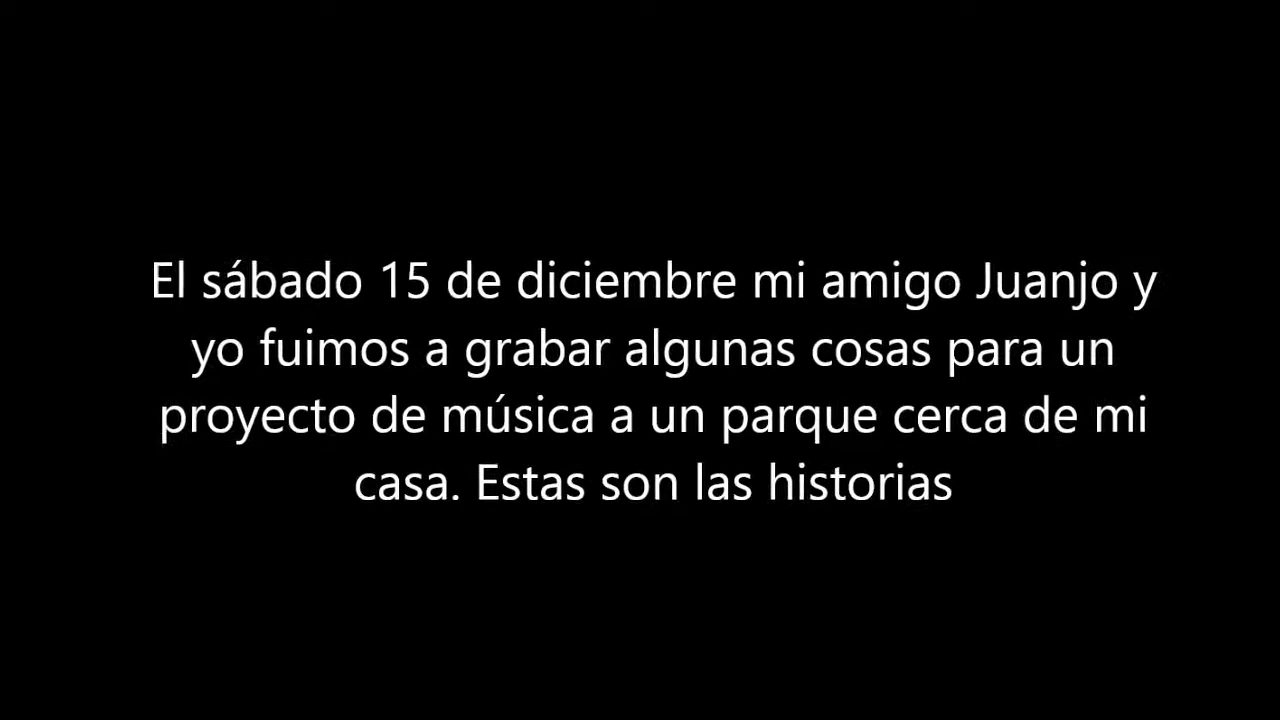 El sábado 15 de diciembre mi amigo Juanjo y
yo fuimos a grabar algunas cosas para un
proyecto de música a un parque cerca de mi
casa. Estas son las historias